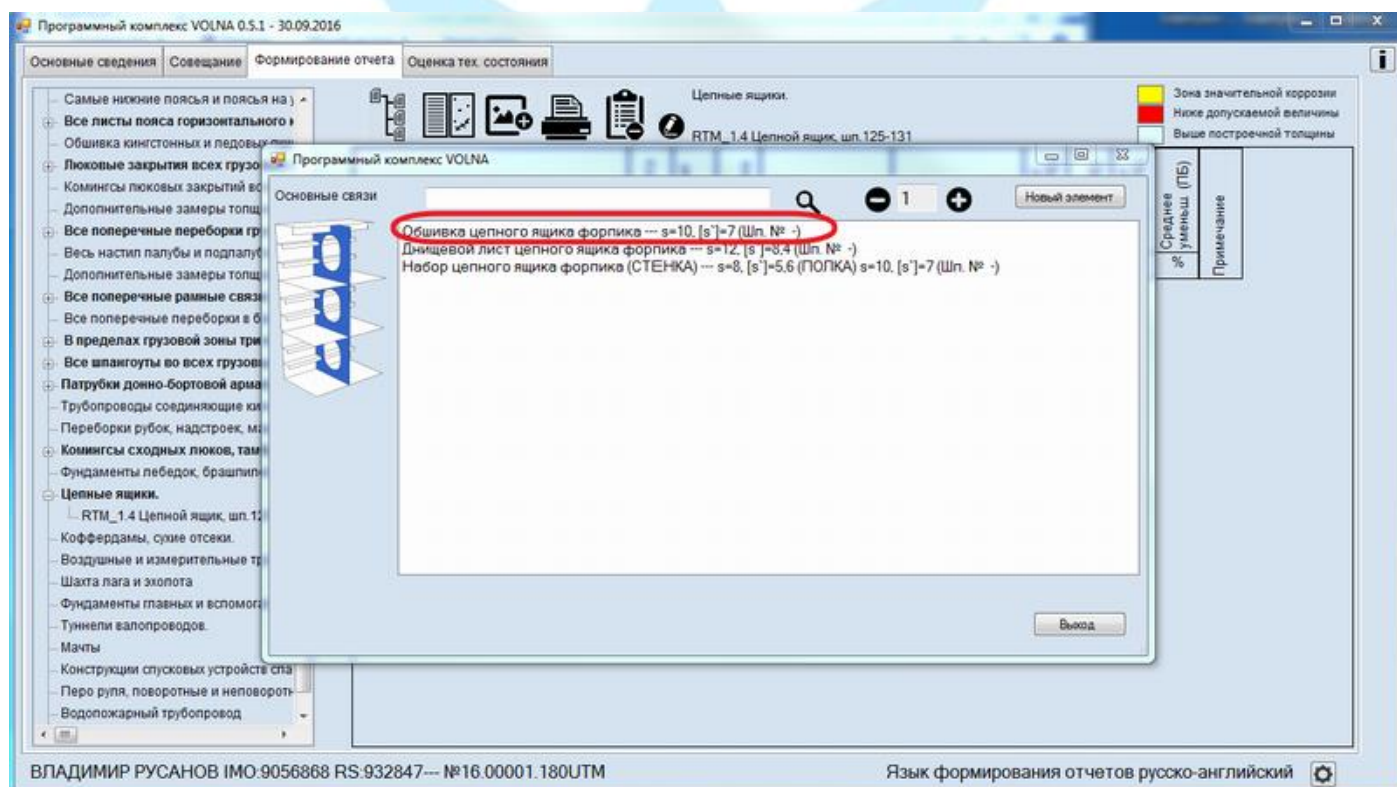 Программный комплекс VOLNA 0.5.1 - 30.09.2016
Основные сведения Совещание Формирование отчета Оценка тех. состояния
Самые нижние пояса и поясья на
Все листы пояса горизонтального
Обшивка кингстонных и ледовых
Люковые закрытия всех грузо
Комингсы люковых закрытий
Дополнительные замеры толщ
Все поперечные переборки гр
Весь настил палубы и подпалуб
Дополнительные замеры толщ
Все поперечные рамные связ
Все поперечные переборки в б
В пределах грузовой зоны три
Все шпангоуты во всех грузов
Патрубки донно-бортовой арма
Трубопроводы соединяющие ки
Переборки рубок, надстроек,
Комингсы сходных люков, там
Фундаменты лебедок, брашпил
Цепные ящики.
RTM_1.4 Цепной ящик, шп.12
Коффердамы, сухие отсеки.
Воздушные и измерительные тр
Шахта лага и эхолота
Фундаменты главных и вспомога
Туннели валопроводов.
Мачты
Конструкции спусковых устройств спа
Перо руля, поворотные и неповорот
Водопожарный трубопровод
Цепные ящики.
RTM_1.4 Цепной ящик, шп.125-131
Зона значительной коррозии
Ниже допускаемой величины
Выше построечной толщины
Среднее уменьш. (ПБ)
%
Примечание
Программный комплекс VOLNA
Основные связи
1
Новый элемент
Обшивка цепного ящика форпика --- s=10, [s`]=7 (Шп. № -)
Днищевой лист цепного ящика форпика --- s=12, [s`]=8,4 (Шп. № -)
Набор цепного ящика форпика (СТЕНКА) --- s=8, [s`]=5,6 (ПОЛКА) s=10, [s`]=7 (Шп. № -)
Выход
ВЛАДИМИР РУСАНОВ IMO:9056868 RS:932847--- №16.00001.180UTM
Язык формирования отчетов русско-английский